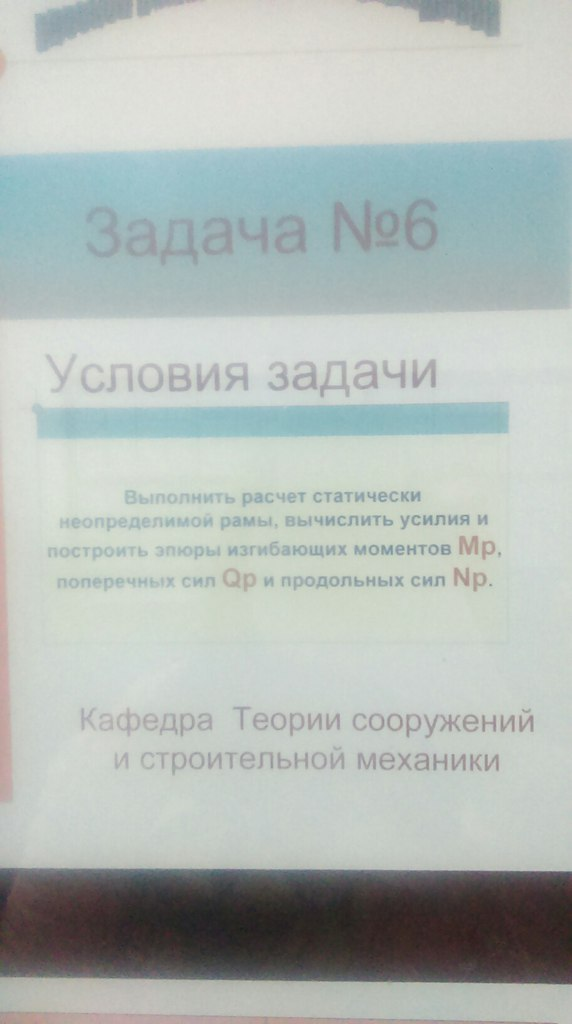 Задача №6
Условия задачи
Выполнить расчет статически
неопределимой рамы, вычислить усилия и
построить эпюры изгибающих моментов Mp,
поперечных сил Qp и продольных сил Np.
Кафедра Теории сооружений
и строительной механики